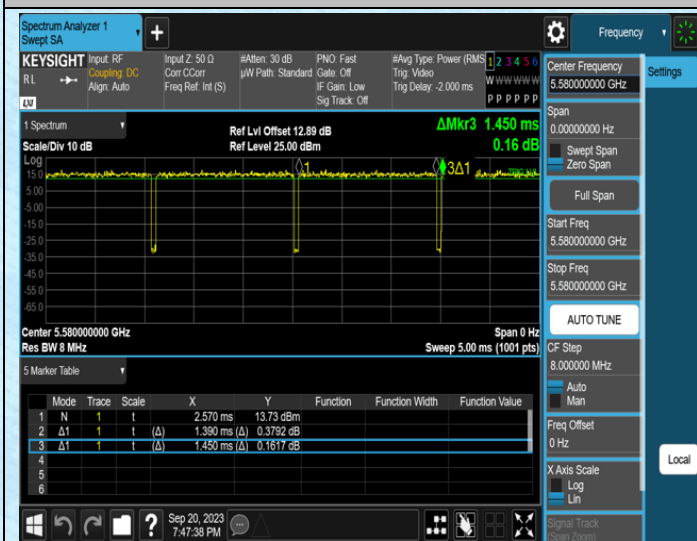 Spectrum Analyzer 1
Swept SA
+
Frequency
KEYSIGHT
RL
LXI
Input: RF
Coupling: DC
Align: Auto
Input Z: 50 Ω
Corr CCorr
Freq Ref: Int (S)
#Atten: 30 dB
µW Path: Standard
PNO: Fast
Gate: Off
IF Gain: Low
Sig Track: Off
#Avg Type: Power (RMS
Trig: Video
Trig Delay: -2.000 ms
1 2 3 4 5 6
W W W W W W
P P P P P P
1 Spectrum
Scale/Div 10 dB
Ref Lvl Offset 12.89 dB
Ref Level 25.00 dBm
ΔMkr3 1.450 ms
0.16 dB
Log
15.0
5.00
-5.00
-15.0
-25.0
-35.0
-45.0
-55.0
-65.0
1
3Δ1
Center 5.580000000 GHz
Res BW 8 MHz
Span 0 Hz
Sweep 5.00 ms (1001 pts)
5 Marker Table
Mode Trace Scale X Y Function Function Width Function Value
1 N 1 t 2.570 ms 13.73 dBm
2 Δ1 1 t (Δ) 1.390 ms (Δ) 0.3792 dB
3 Δ1 1 t (Δ) 1.450 ms (Δ) 0.1617 dB
4
5
6
?
Sep 20, 2023
7:47:38 PM
Center Frequency
5.580000000 GHz
Span
0.00000000 Hz
Swept Span
Zero Span
Full Span
Start Freq
5.580000000 GHz
Stop Freq
5.580000000 GHz
AUTO TUNE
CF Step
8.000000 MHz
Auto
Man
Freq Offset
0 Hz
X Axis Scale
Log
Lin
Signal Track
(Span Zoom)
Settings
Local